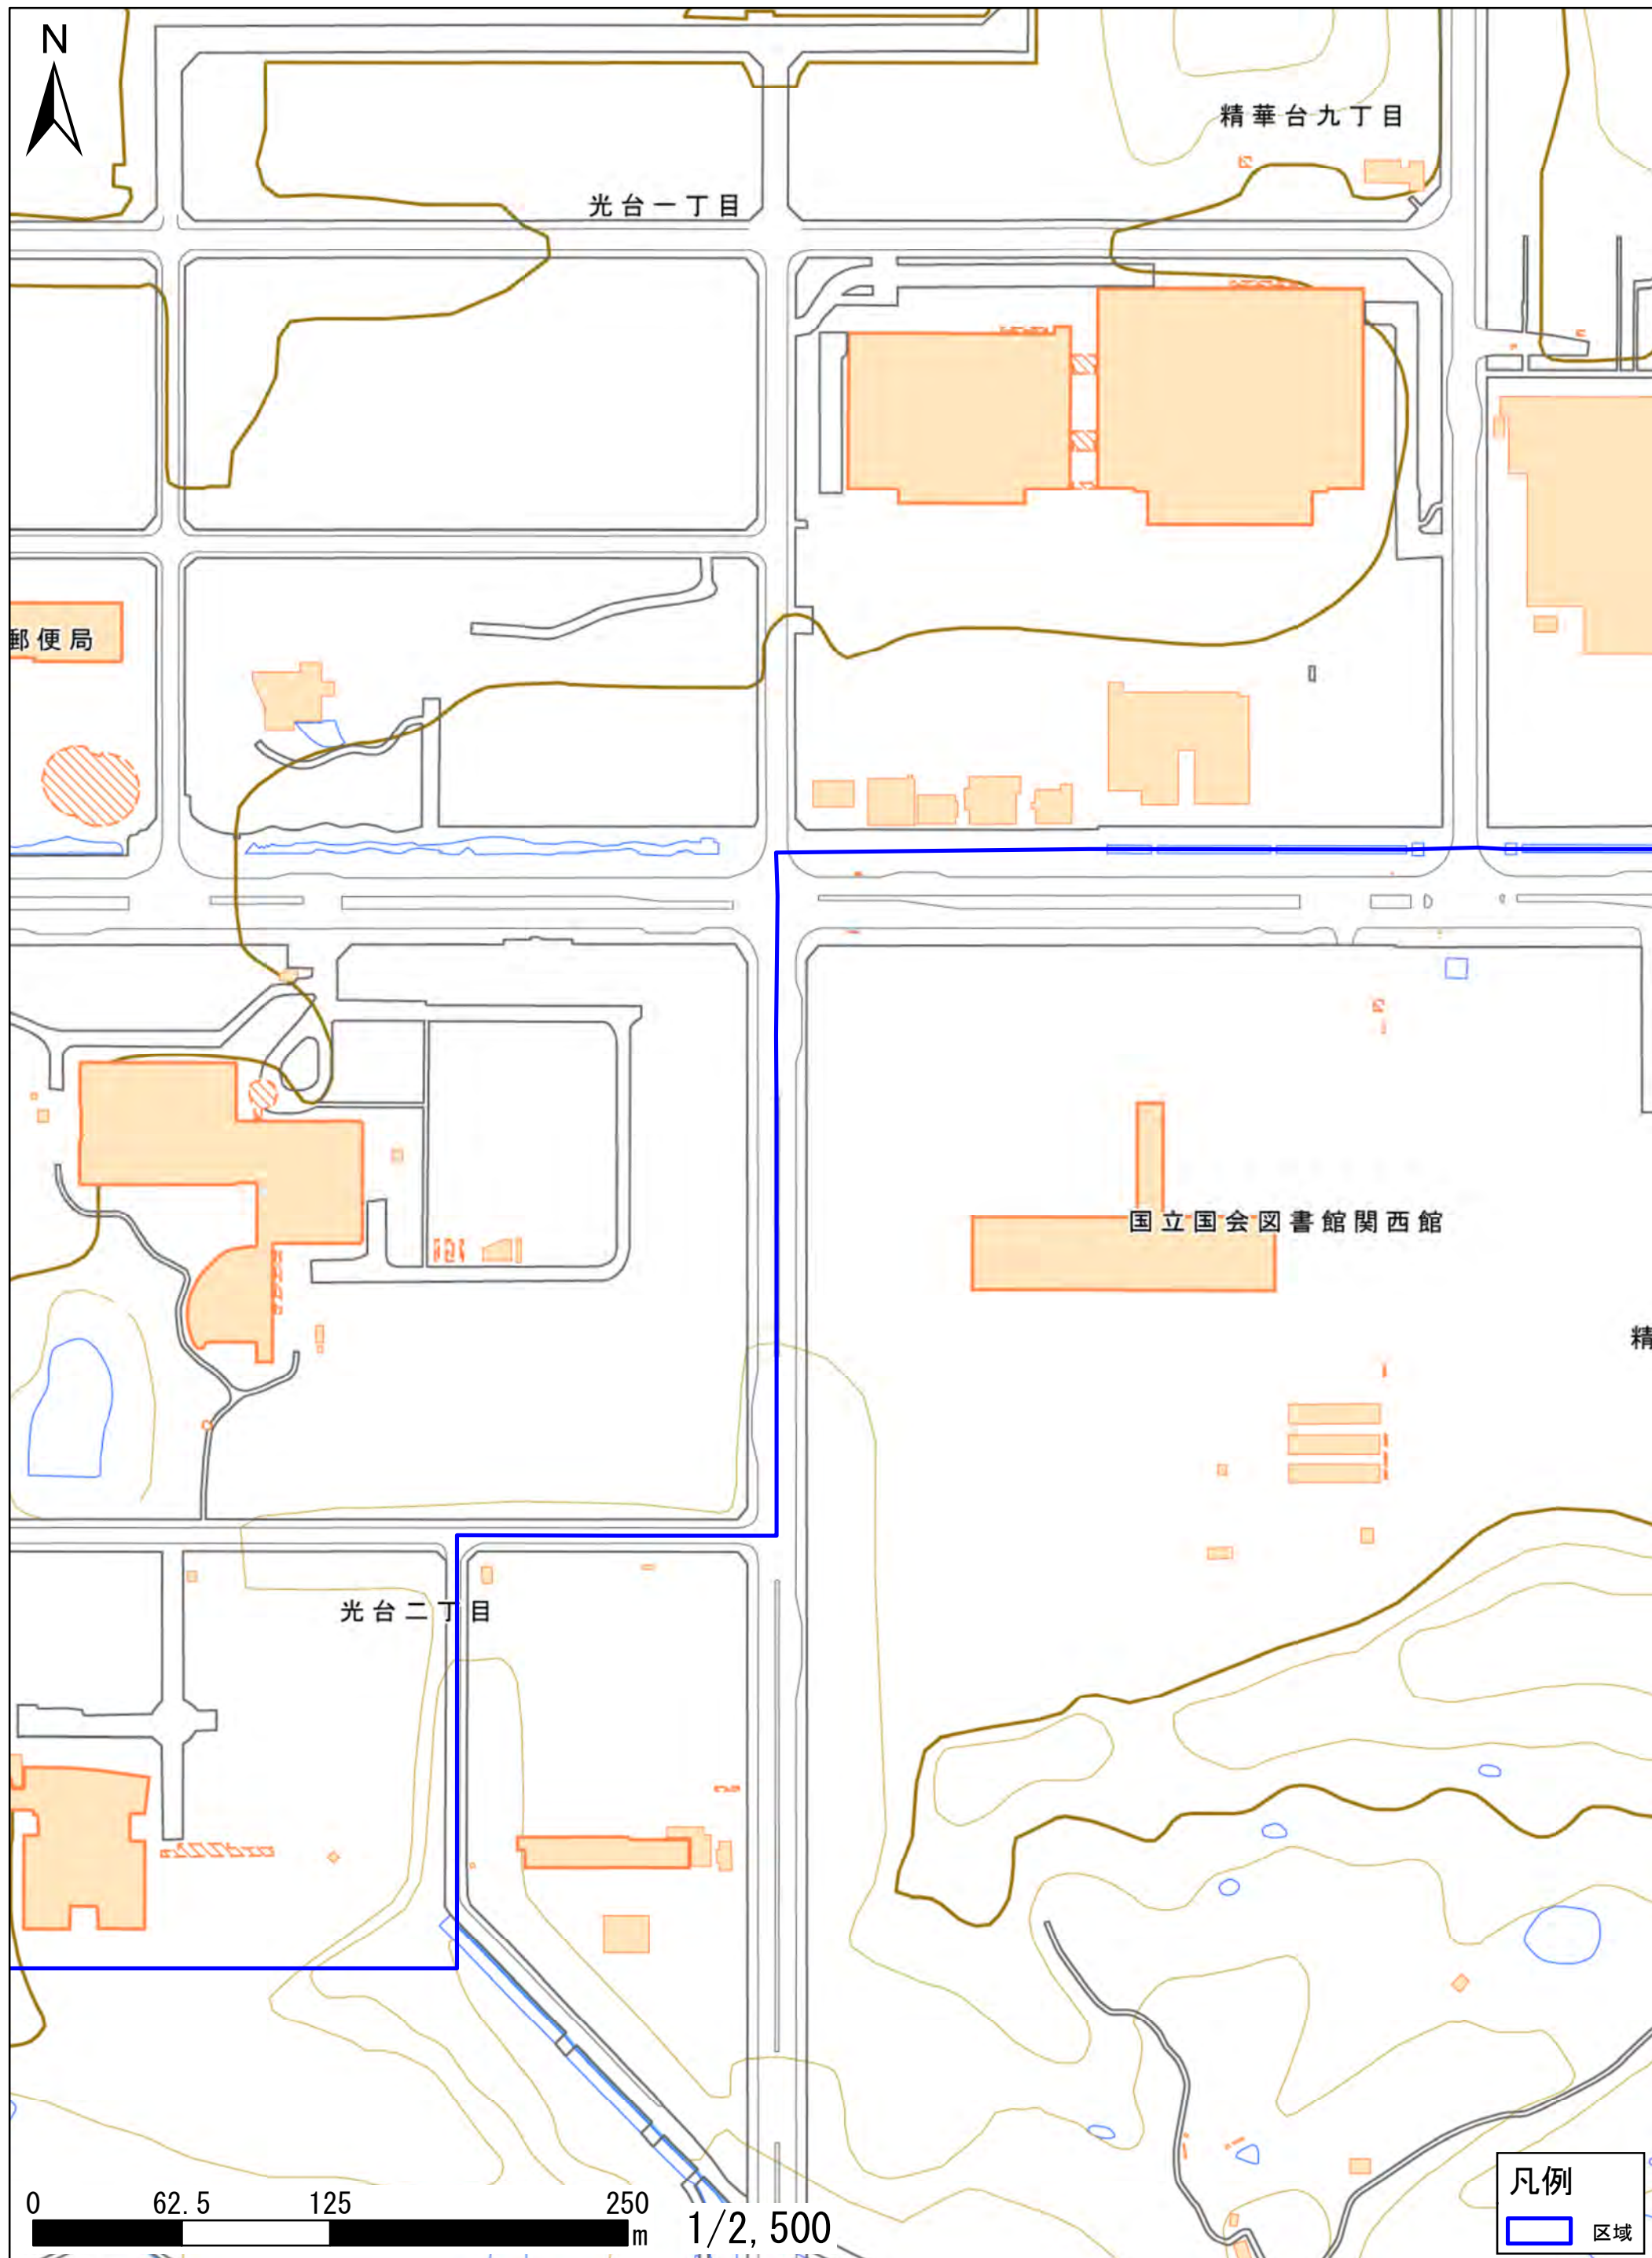 N
精華台九丁目
光台一丁目
郵便局
国立国会図書館関西館
精
光台二丁目
0 62.5 125 250
m
1/2,500
凡例
区域